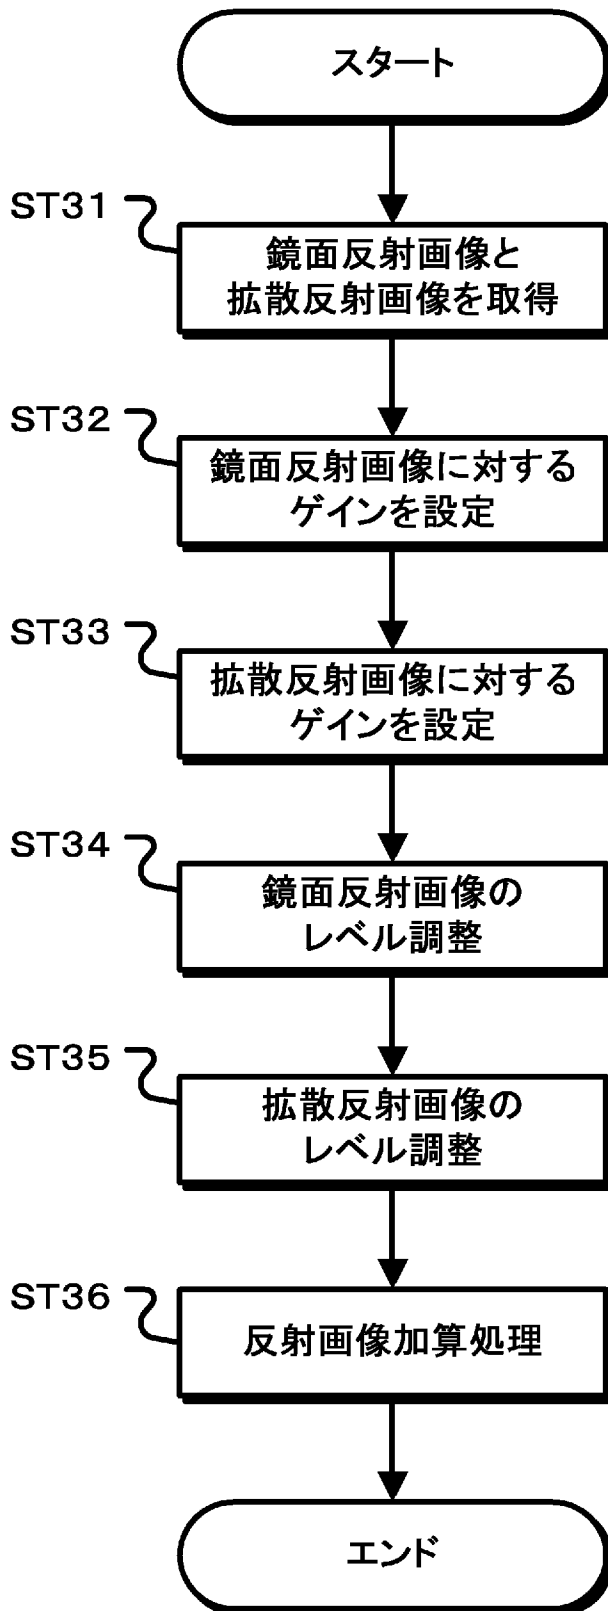 スタート
ST31
鏡面反射画像と
拡散反射画像を取得
ST32
鏡面反射画像に対する
ゲインを設定
ST33
拡散反射画像に対する
ゲインを設定
ST34
鏡面反射画像の
レベル調整
ST35
拡散反射画像の
レベル調整
ST36
反射画像加算処理
エンド